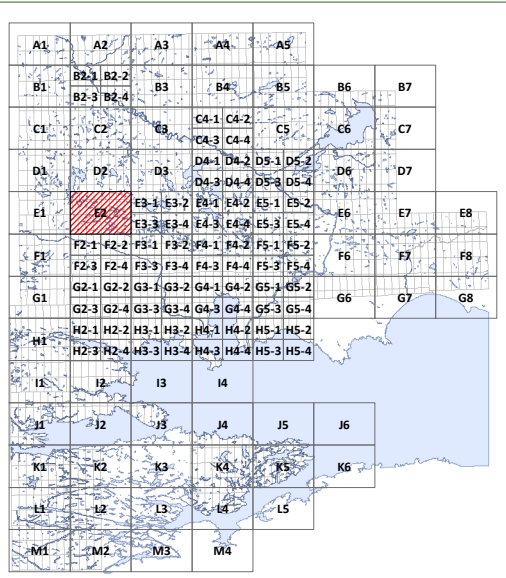 A1 A2 A3 A4 A5
B2-1 B2-2
B1 B3 B4 B5 B6 B7
B2-3 B2-4
C4-1 C4-2
C1 C2 C3 C5 C6 C7
C4-3 C4-4
D4-1 D4-2 D5-1 D5-2
D1 D2 D3 D6 D7
D4-3 D4-4 D5-3 D5-4
E3-1 E3-2 E4-1 E4-2 E5-1 E5-2
E1 E2 E6 E7 E8
E3-3 E3-4 E4-3 E4-4 E5-3 E5-4
F2-1 F2-2 F3-1 F3-2 F4-1 F4-2 F5-1 F5-2
F1 F6 F7 F8
F2-3 F2-4 F3-3 F3-4 F4-3 F4-4 F5-3 F5-4
G2-1 G2-2 G3-1 G3-2 G4-1 G4-2 G5-1 G5-2
G1 G6 G7 G8
G2-3 G2-4 G3-3 G3-4 G4-3 G4-4 G5-3 G5-4
H2-1 H2-2 H3-1 H3-2 H4-1 H4-2 H5-1 H5-2
H1
H2-3 H2-4 H3-3 H3-4 H4-3 H4-4 H5-3 H5-4
I1 I2 I3 I4
J1 J2 J3 J4 J5 J6
K1 K2 K3 K4 K5 K6
L1 L2 L3 L4 L5
M1 M2 M3 M4